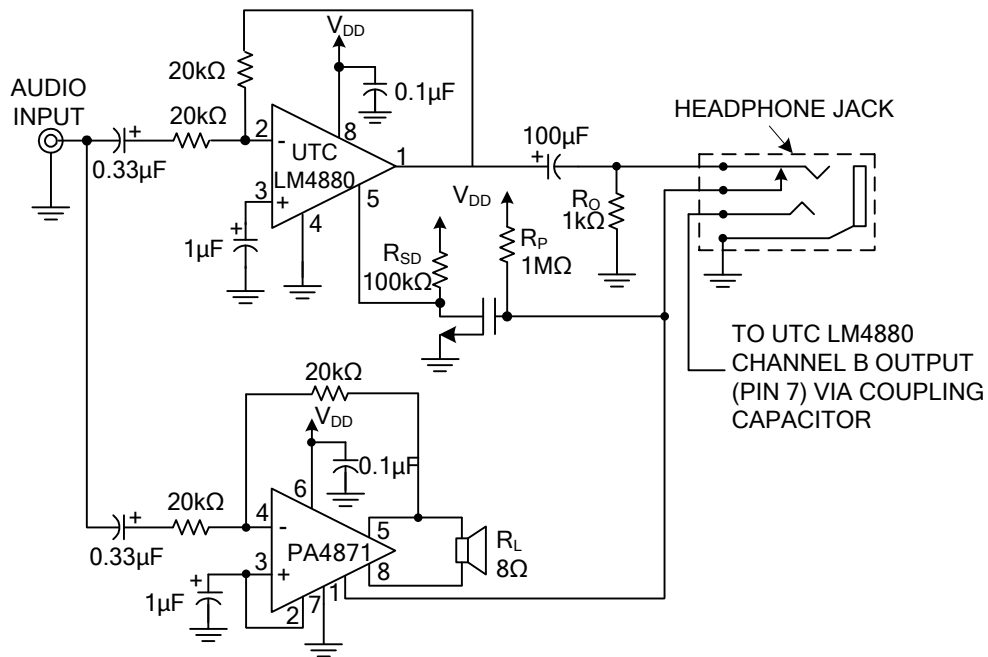 V_DD
20kΩ
0.1µF
AUDIO
INPUT
20kΩ
HEADPHONE JACK
2
-
8
UTC
LM4880
1
100µF
+
+
0.33µF
3
+
5
4
+
1µF
V_DD
R_SD
100kΩ
R_P
1MΩ
R_O
1kΩ
TO UTC LM4880
CHANNEL B OUTPUT
(PIN 7) VIA COUPLING
CAPACITOR
20kΩ
V_DD
0.1µF
20kΩ
6
+
0.33µF
4
-
5
PA4871
R_L
8Ω
3
+
8
+
1µF
2
7
1